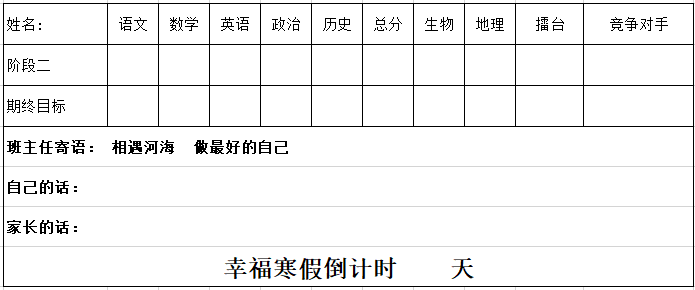 姓名： 语文 数学 英语 政治 历史 总分 生物 地理 擂台 竞争对手
阶段二
期终目标
班主任寄语： 相遇河海 做最好的自己
自己的话：
家长的话：
幸福寒假倒计时 天